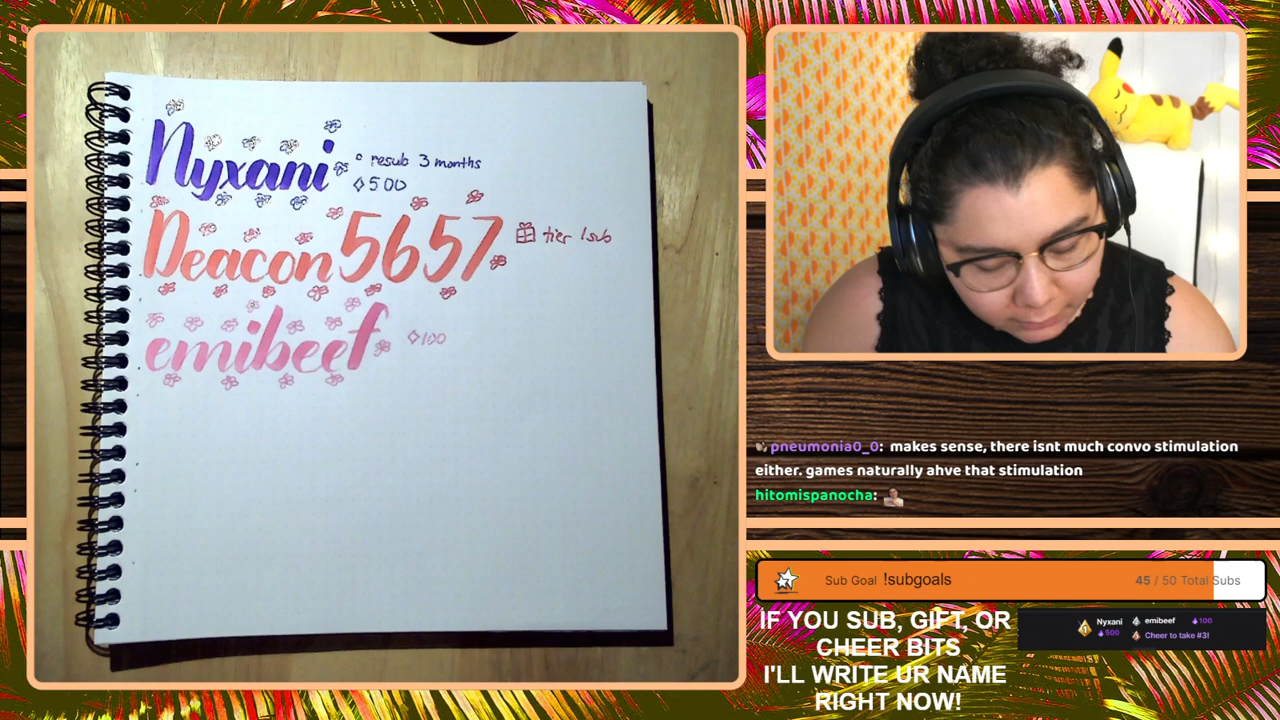 Nyxani
° resub 3 months
◇500
Deacon5657
tier 1 sub
emibeef
◇100
pneumonia0_0: makes sense, there isnt much convo stimulation
either. games naturally ahve that stimulation
hitomispanocha:
Sub Goal !subgoals
45 / 50 Total Subs
IF YOU SUB, GIFT, OR
CHEER BITS
I'LL WRITE UR NAME
RIGHT NOW!
1 Nyxani 500
emibeef 100
Cheer to take #3!